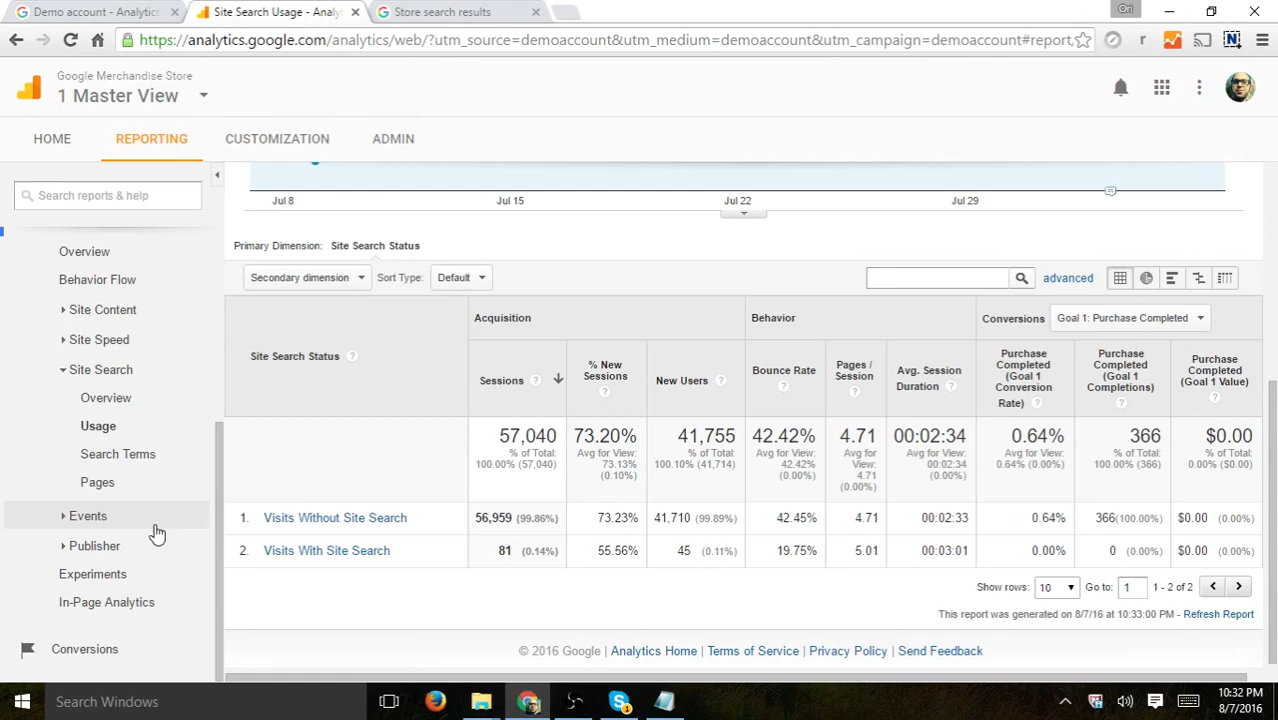 Demo account - Analytics
Site Search Usage - Analy
Store search results
Ori
https://analytics.google.com/analytics/web/?utm_source=demoaccount&utm_medium=demoaccount&utm_campaign=demoaccount#report,
r
N
Google Merchandise Store
1 Master View
HOME
REPORTING
CUSTOMIZATION
ADMIN
Search reports & help
Overview
Behavior Flow
Site Content
Site Speed
Site Search
Overview
Usage
Search Terms
Pages
Events
Publisher
Experiments
In-Page Analytics
Conversions
Jul 8 Jul 15 Jul 22 Jul 29
Primary Dimension: Site Search Status
Secondary dimension Sort Type: Default advanced
Site Search Status ?
Acquisition
Behavior
Conversions Goal 1: Purchase Completed
Sessions ?
% New Sessions ?
New Users ?
Bounce Rate ?
Pages / Session ?
Avg. Session Duration ?
Purchase Completed (Goal 1 Conversion Rate) ?
Purchase Completed (Goal 1 Completions) ?
Purchase Completed (Goal 1 Value) ?
57,040 % of Total: 100.00% (57,040)
73.20% Avg for View: 73.13% (0.10%)
41,755 % of Total: 100.10% (41,714)
42.42% Avg for View: 42.42% (0.00%)
4.71 Avg for View: 4.71 (0.00%)
00:02:34 Avg for View: 00:02:34 (0.00%)
0.64% Avg for View: 0.64% (0.00%)
366 % of Total: 100.00% (366)
$0.00 % of Total: 0.00% ($0.00)
1. Visits Without Site Search 56,959 (99.86%) 73.23% 41,710 (99.89%) 42.45% 4.71 00:02:33 0.64% 366(100.00%) $0.00 (0.00%)
2. Visits With Site Search 81 (0.14%) 55.56% 45 (0.11%) 19.75% 5.01 00:03:01 0.00% 0 (0.00%) $0.00 (0.00%)
Show rows: 10 Go to: 1 1 - 2 of 2
This report was generated on 8/7/16 at 10:33:00 PM - Refresh Report
© 2016 Google | Analytics Home | Terms of Service | Privacy Policy | Send Feedback
Search Windows
10:32 PM
8/7/2016